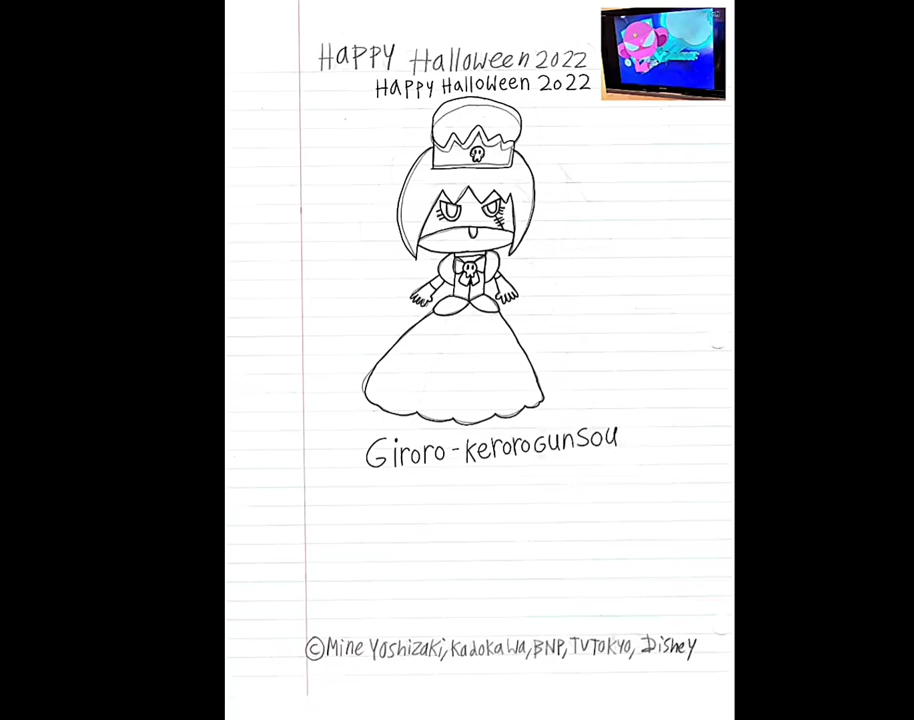 Happy Halloween 2022
Happy Halloween 2022
Giroro-kerorogunsou
©Mine Yoshizaki, Kadokawa, BNP, TVTOKYO, Disney